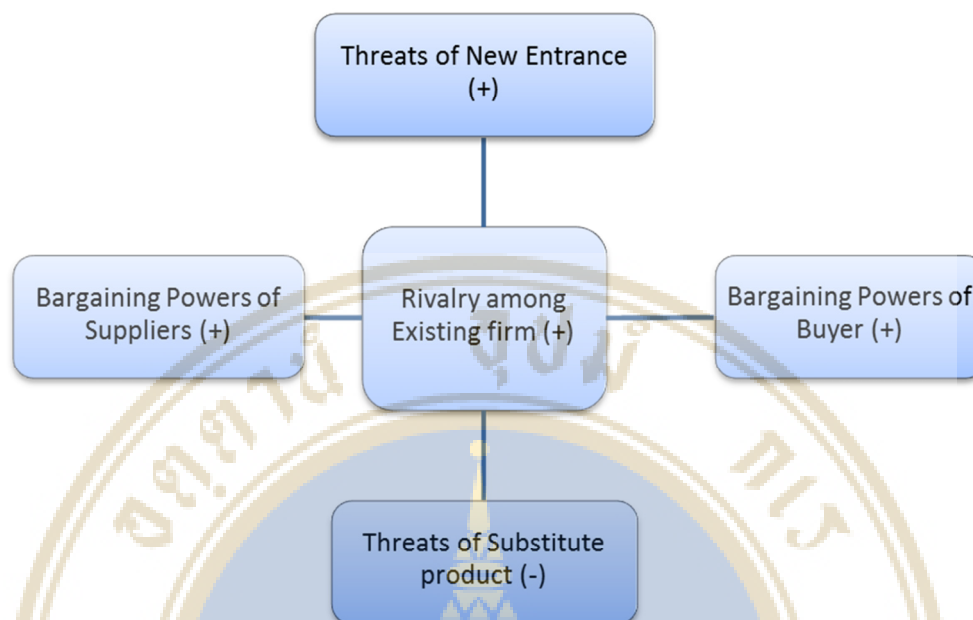 Threats of New Entrance
(+)
Bargaining Powers of
Suppliers (+)
Rivalry among
Existing firm (+)
Bargaining Powers of
Buyer (+)
Threats of Substitute
product (-)